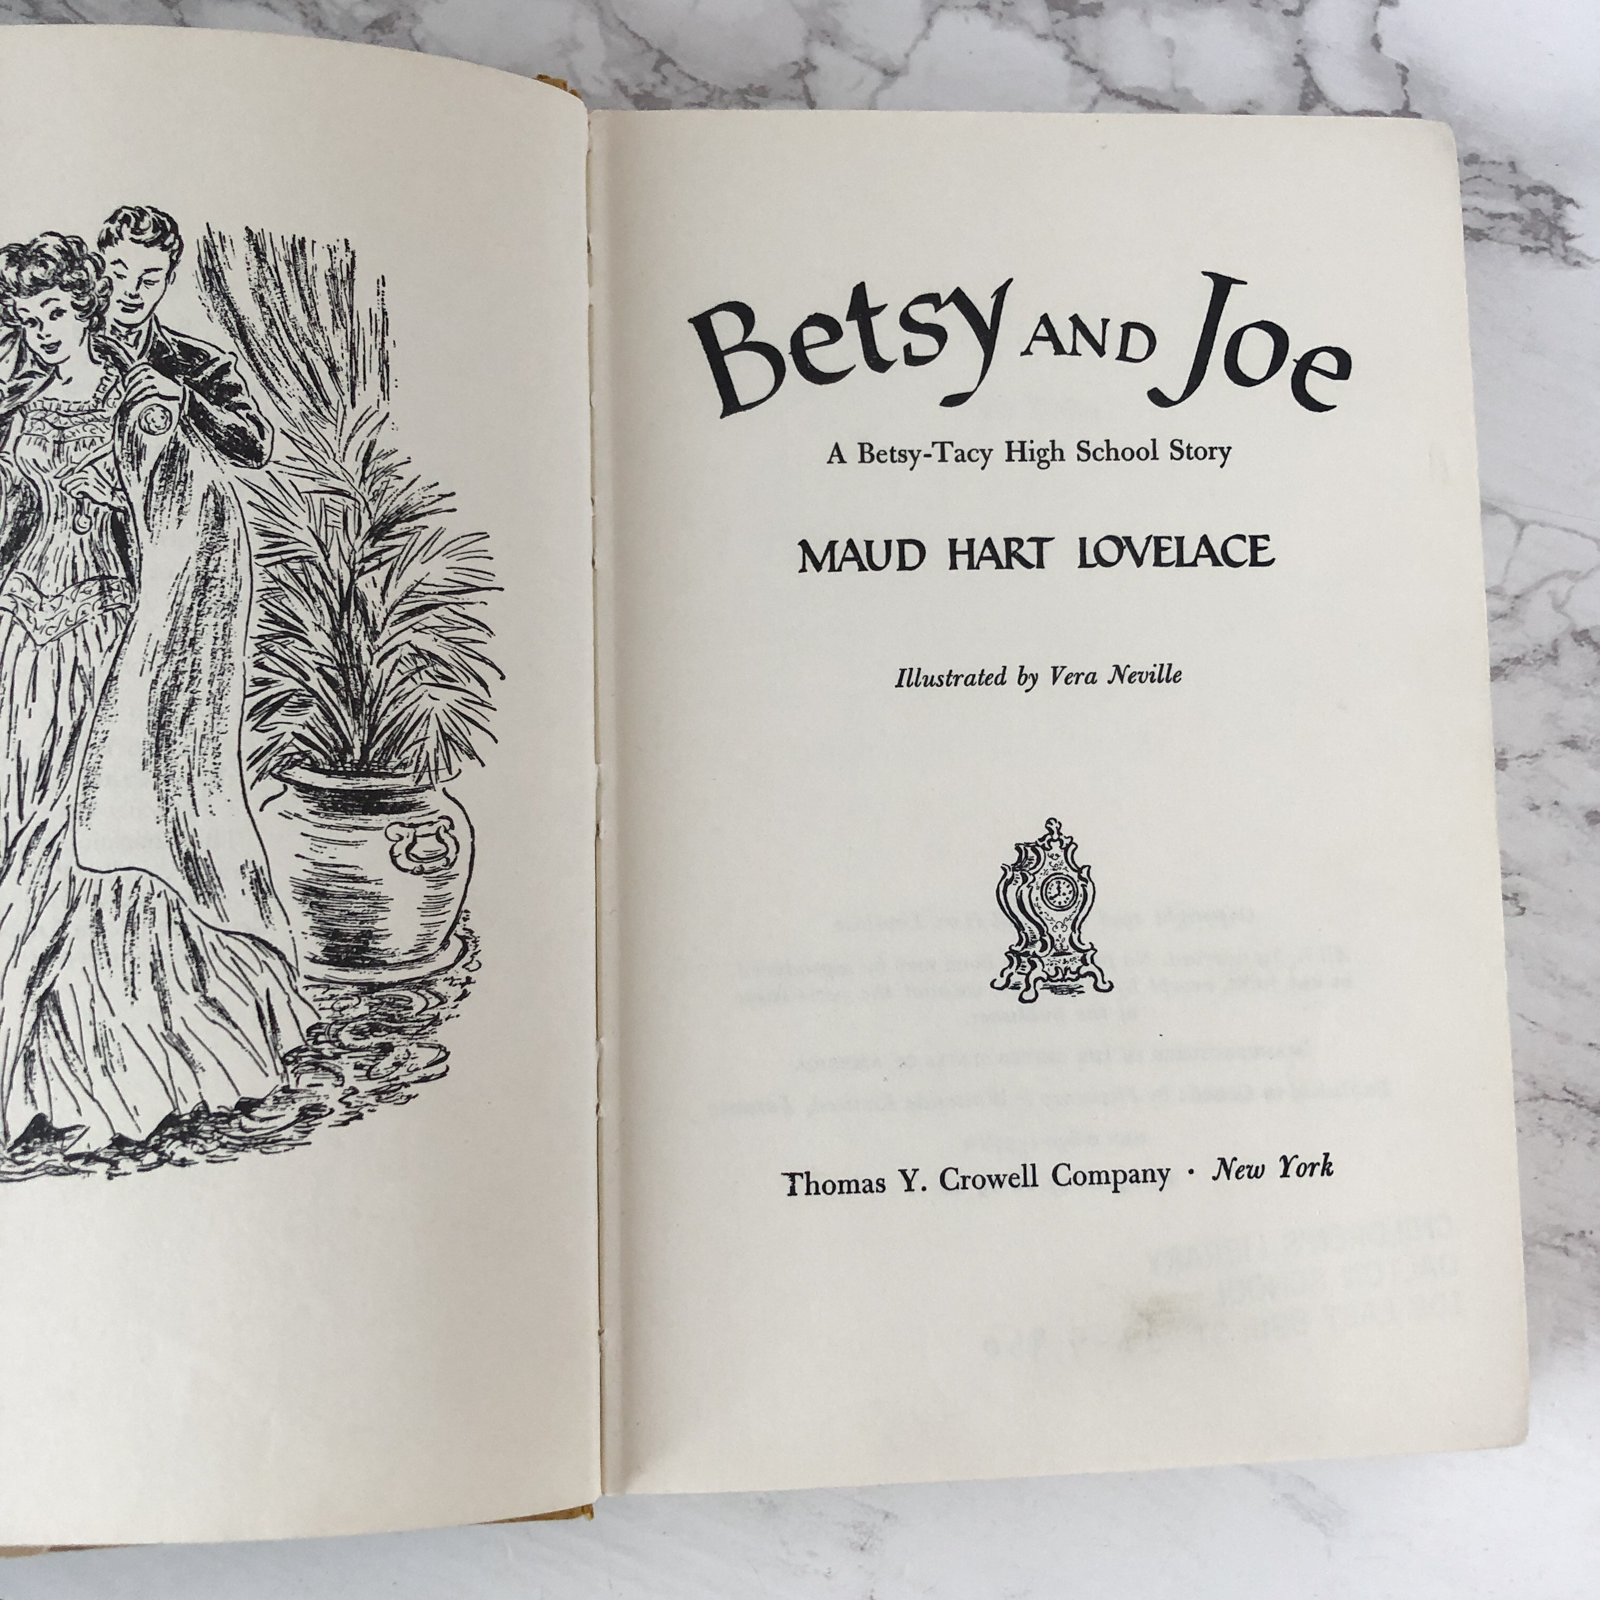 Betsy AND Joe
A Betsy-Tacy High School Story
MAUD HART LOVELACE
Illustrated by Vera Neville
Thomas Y. Crowell Company · New York